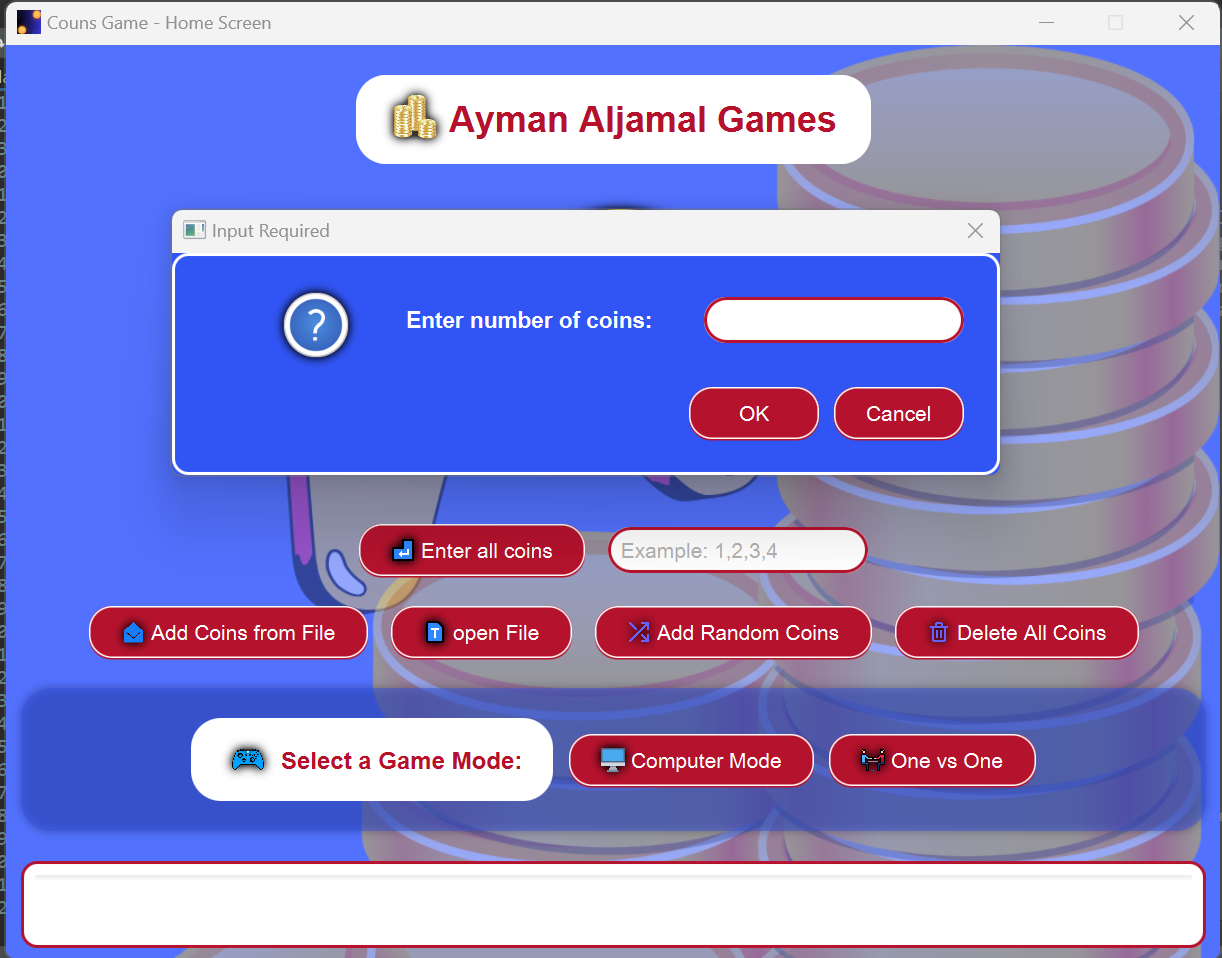 Couns Game - Home Screen
Ayman Aljamal Games
Input Required
?
Enter number of coins:
OK
Cancel
Enter all coins
Example: 1,2,3,4
Add Coins from File
T
open File
Add Random Coins
Delete All Coins
Select a Game Mode:
Computer Mode
One vs One